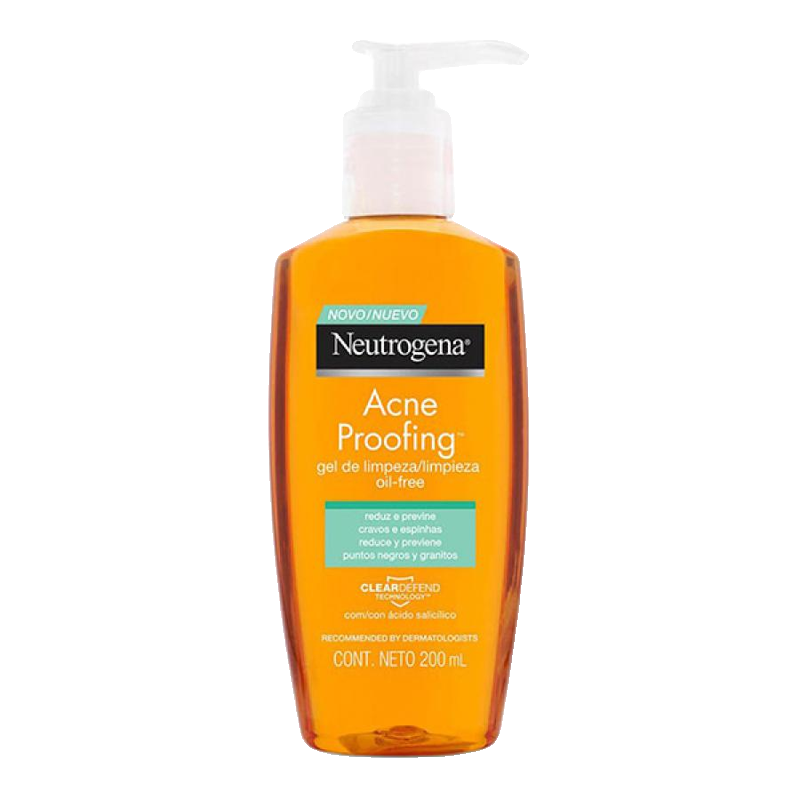 NOVO/NUEVO
Neutrogena®
Acne
Proofing™
gel de limpeza/limpieza
oil-free
reduz e previne
cravos e espinhas
reduce y previene
puntos negros y granitos
CLEARDEFEND
TECHNOLOGY™
com/con ácido salicílico
RECOMMENDED BY DERMATOLOGISTS
CONT. NETO 200 mL